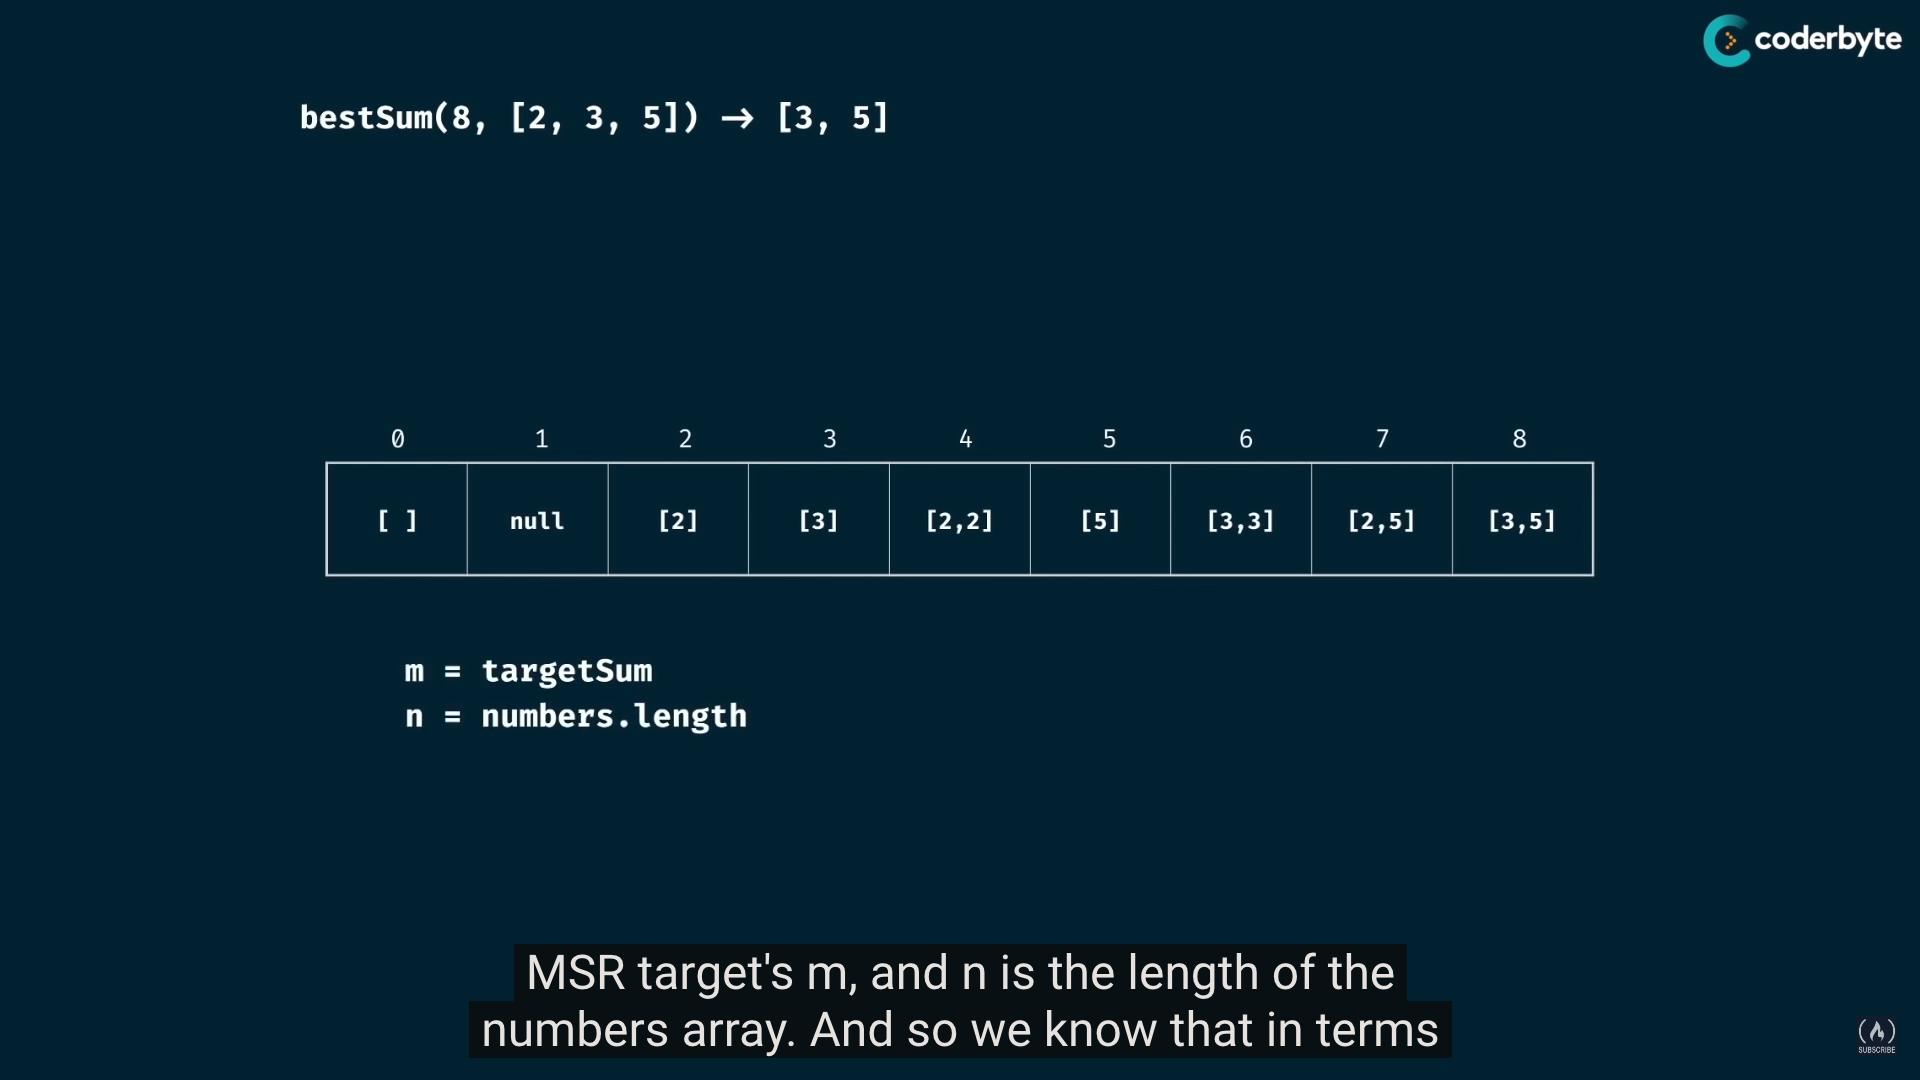 coderbyte
bestSum(8, [2, 3, 5]) → [3, 5]
0 1 2 3 4 5 6 7 8
[ ] null [2] [3] [2,2] [5] [3,3] [2,5] [3,5]
m = targetSum
n = numbers.length
MSR target's m, and n is the length of the
numbers array. And so we know that in terms
SUBSCRIBE